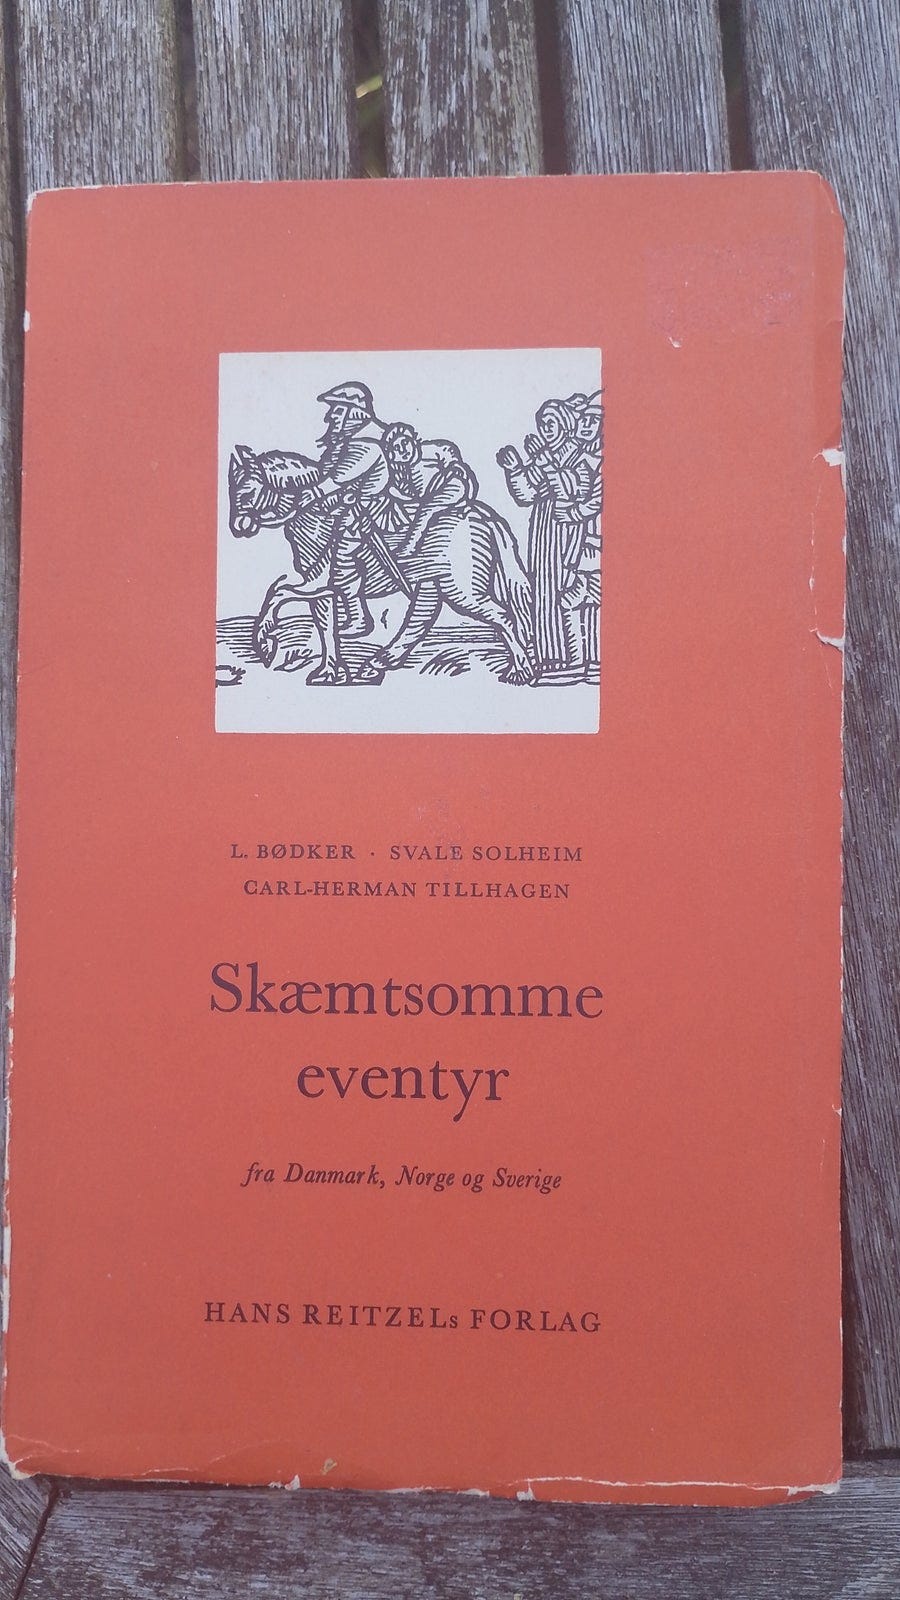 L. BØDKER · SVALE SOLHEIM
CARL-HERMAN TILLHAGEN
Skæmtsomme
eventyr
fra Danmark, Norge og Sverige
HANS REITZELs FORLAG